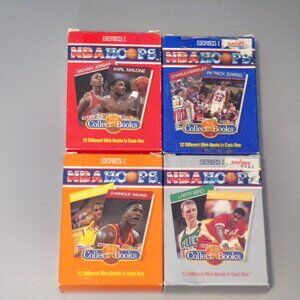 SERIES I
NBA HOOPS
MICHAEL JORDAN
KARL MALONE
Collect Books
12 Different Mini-Books in Each Box
SERIES I
NBA HOOPS
CHARLES BARKLEY
PATRICK EWING
Collect Books
12 Different Mini-Books in Each Box
SERIES I
NBA HOOPS
DOMINIQUE WILKINS
Collect Books
12 Different Mini-Books in Each Box
SERIES I
NBA HOOPS
LARRY BIRD
Collect Books
12 Different Mini-Books in Each Box